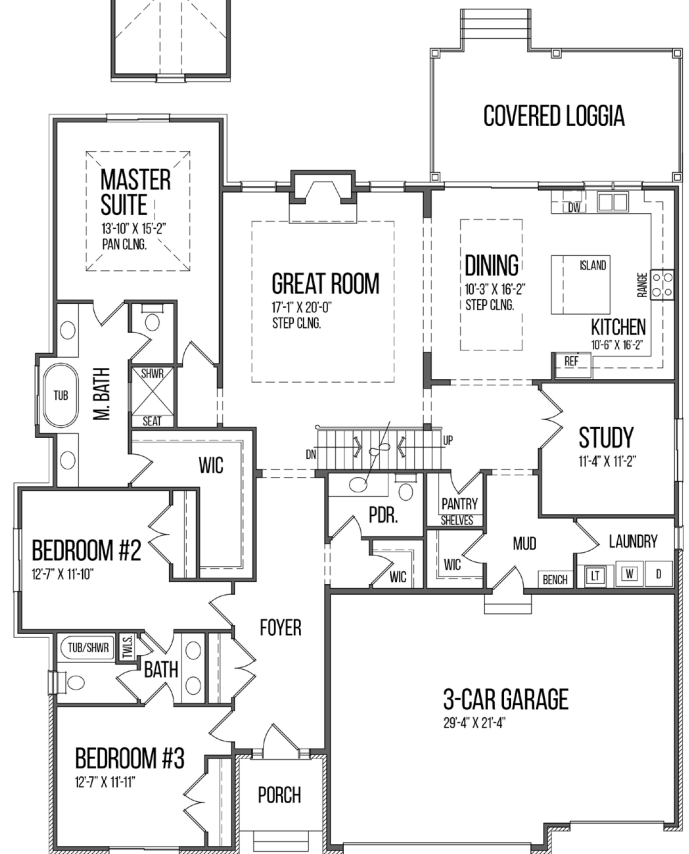 COVERED LOGGIA
MASTER
SUITE
13'-10" X 15'-2"
PAN CLNG.
GREAT ROOM
17'-1" X 20'-0"
STEP CLNG.
DINING
10'-3" X 16'-2"
STEP CLNG.
DW
ISLAND
RANGE
KITCHEN
10'-6" X 16'-2"
REF
TUB
M. BATH
SHWR
SEAT
WIC
DN
UP
STUDY
11'-4" X 11'-2"
PDR.
PANTRY
SHELVES
WIC
WIC
MUD
BENCH
LAUNDRY
LT
W
D
BEDROOM #2
12'-7" X 11'-10"
TUB/SHWR
TWLS.
BATH
FOYER
BEDROOM #3
12'-7" X 11'-11"
PORCH
3-CAR GARAGE
29'-4" X 21'-4"